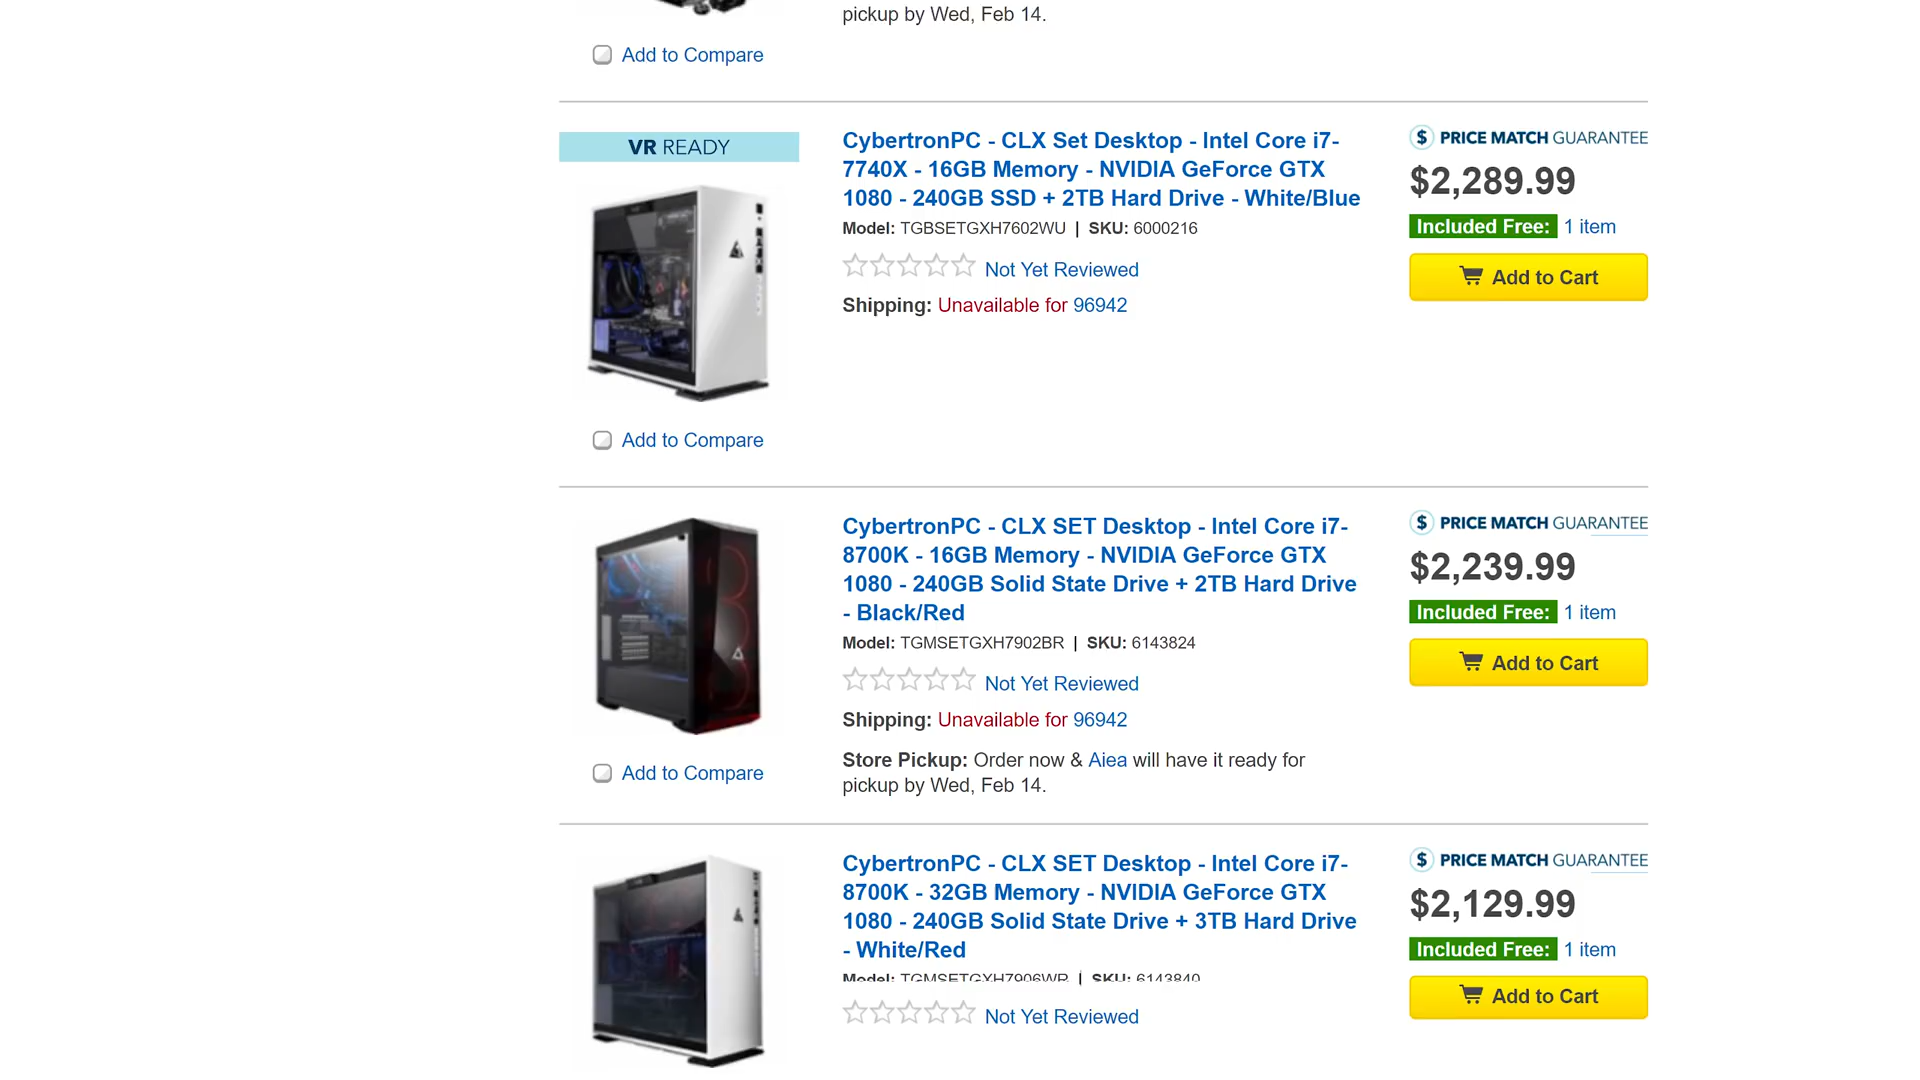 pickup by Wed, Feb 14.
Add to Compare
VR READY
CybertronPC - CLX Set Desktop - Intel Core i7-
7740X - 16GB Memory - NVIDIA GeForce GTX
1080 - 240GB SSD + 2TB Hard Drive - White/Blue
Model: TGBSETGXH7602WU | SKU: 6000216
Not Yet Reviewed
Shipping: Unavailable for 96942
$ PRICE MATCH GUARANTEE
$2,289.99
Included Free: 1 item
Add to Cart
Add to Compare
CybertronPC - CLX SET Desktop - Intel Core i7-
8700K - 16GB Memory - NVIDIA GeForce GTX
1080 - 240GB Solid State Drive + 2TB Hard Drive
- Black/Red
Model: TGMSETGXH7902BR | SKU: 6143824
Not Yet Reviewed
Shipping: Unavailable for 96942
Store Pickup: Order now & Aiea will have it ready for
pickup by Wed, Feb 14.
$ PRICE MATCH GUARANTEE
$2,239.99
Included Free: 1 item
Add to Cart
Add to Compare
CybertronPC - CLX SET Desktop - Intel Core i7-
8700K - 32GB Memory - NVIDIA GeForce GTX
1080 - 240GB Solid State Drive + 3TB Hard Drive
- White/Red
Model: TGMSETGXH7906WR | SKU: 6143840
Not Yet Reviewed
$ PRICE MATCH GUARANTEE
$2,129.99
Included Free: 1 item
Add to Cart